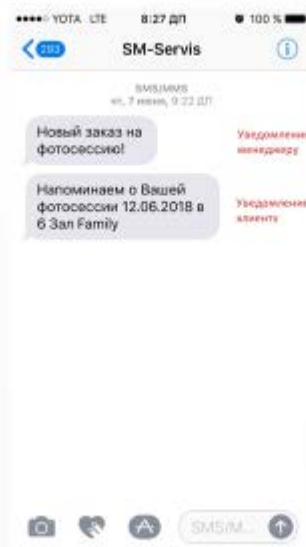 YOTA LTE 8:27 ДП 100 %
293 SM-Servis
SMS/MMS
чт, 7 июня, 9:22 ДП
Новый заказ на
фотосессию!
Уведомление
менеджеру
Напоминаем о Вашей
фотосессии 12.06.2018 в
6 Зал Family
Уведомление
клиенту
SMS/M...